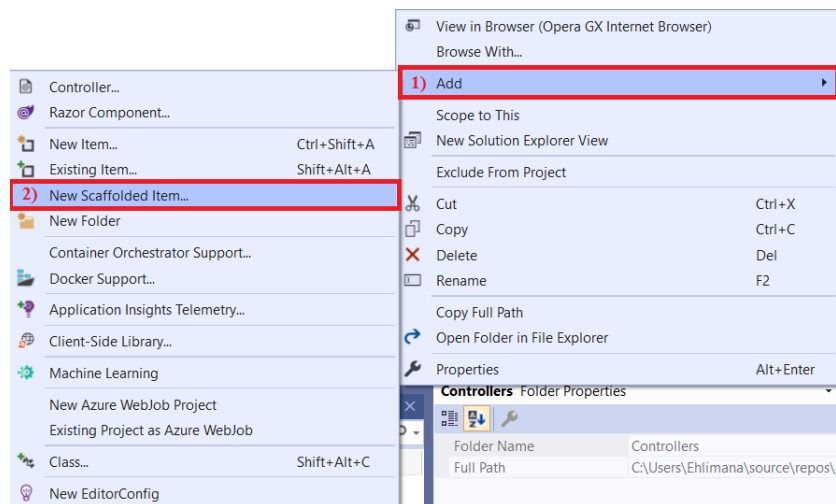 View in Browser (Opera GX Internet Browser)
Browse With...
1) Add
Scope to This
New Solution Explorer View
Exclude From Project
Cut Ctrl+X
Copy Ctrl+C
Delete Del
Rename F2
Copy Full Path
Open Folder in File Explorer
Properties Alt+Enter
Controller...
Razor Component...
New Item... Ctrl+Shift+A
Existing Item... Shift+Alt+A
2) New Scaffolded Item...
New Folder
Container Orchestrator Support...
Docker Support...
Application Insights Telemetry...
Client-Side Library...
Machine Learning
New Azure WebJob Project
Existing Project as Azure WebJob
Class... Shift+Alt+C
New EditorConfig
Controllers Folder Properties
Folder Name Controllers
Full Path C:\Users\Ehlimana\source\repos\